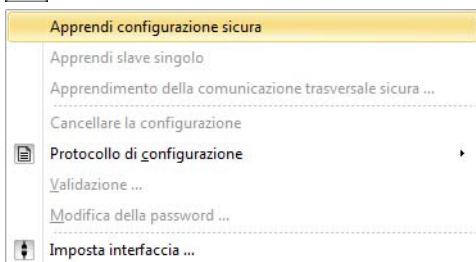 Apprendi configurazione sicura
Apprendi slave singolo
Apprendimento della comunicazione trasversale sicura ...
Cancellare la configurazione
Protocollo di configurazione
Validazione ...
Modifica della password ...
Imposta interfaccia ...